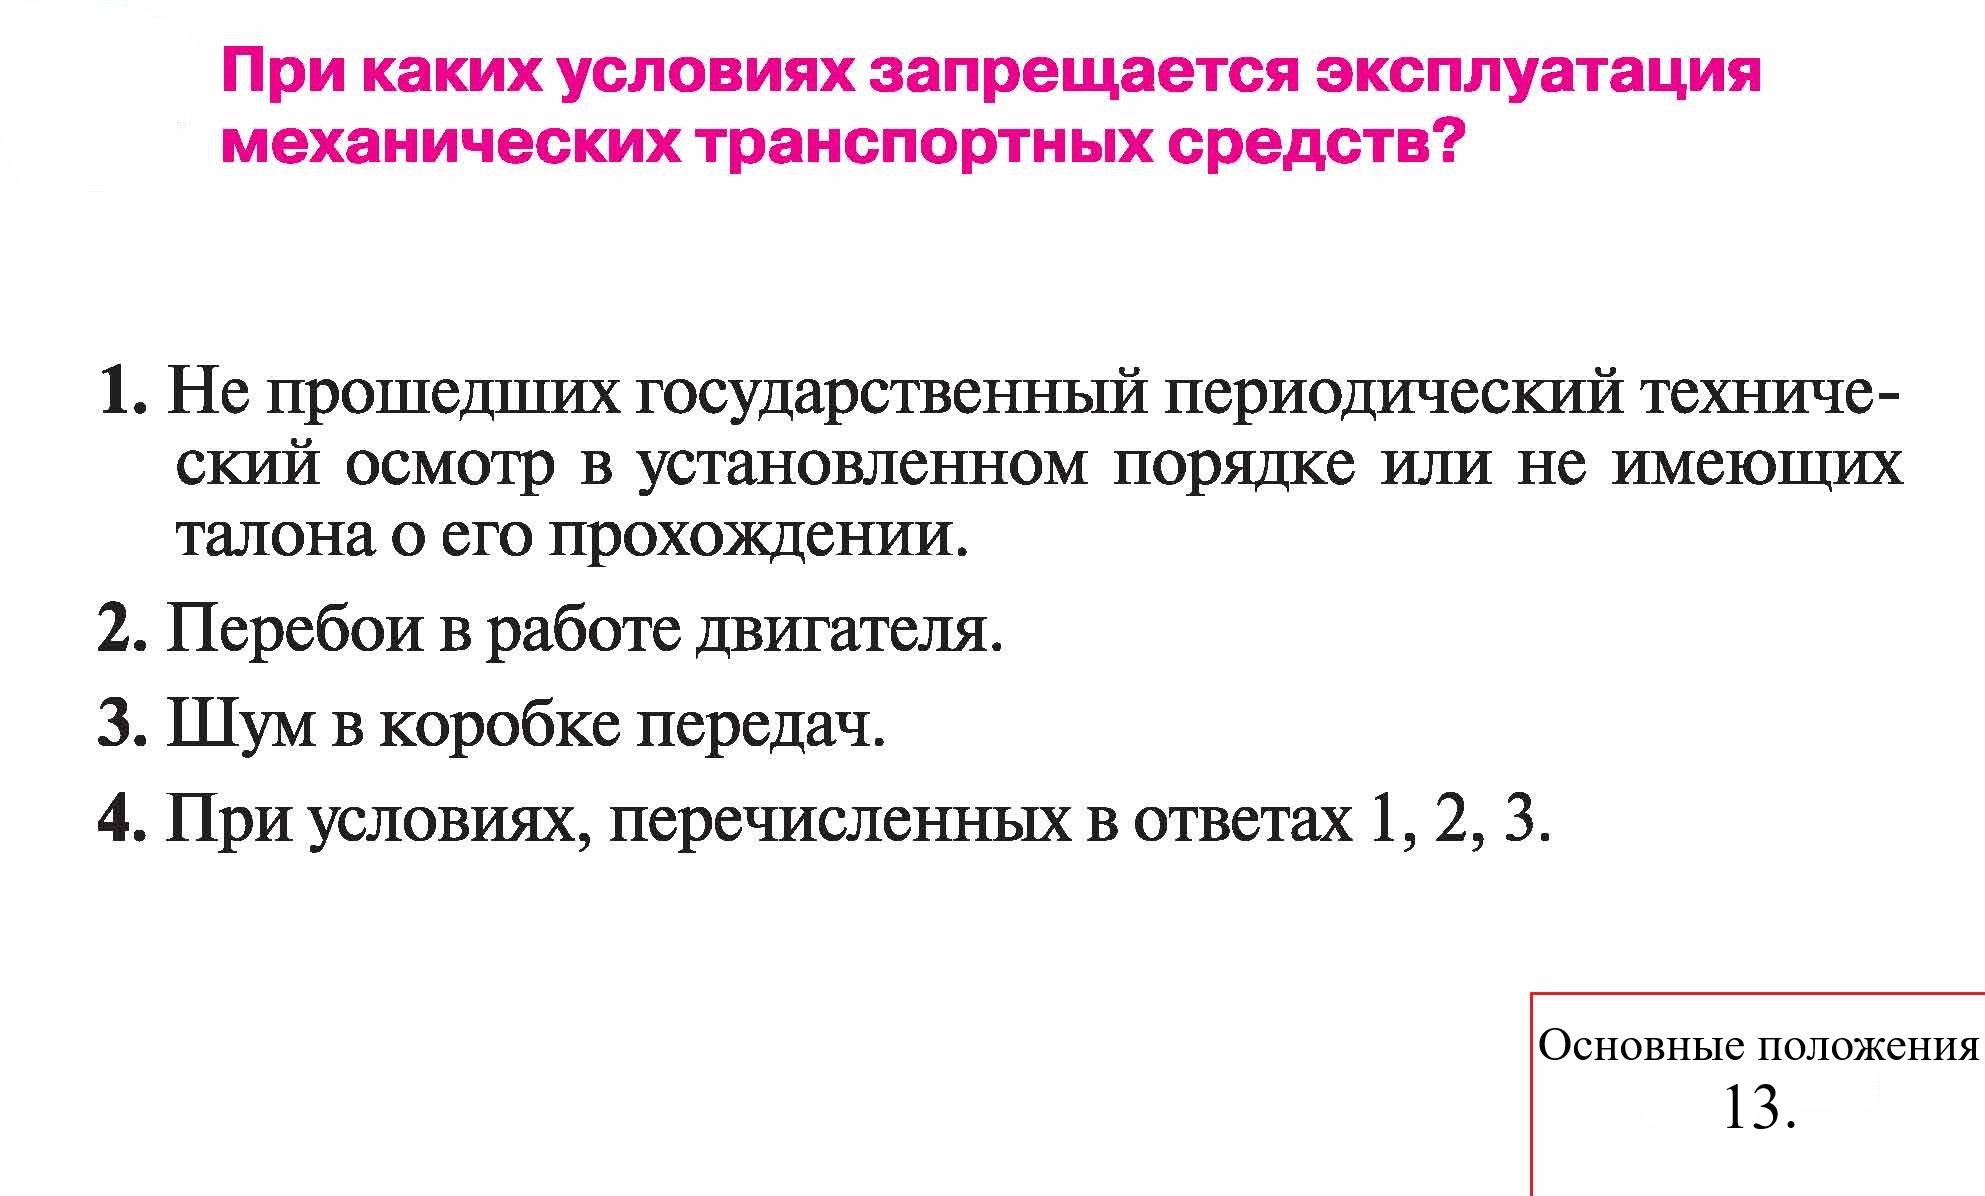 При каких условиях запрещается эксплуатация
механических транспортных средств?
1. Не прошедших государственный периодический техниче-
ский осмотр в установленном порядке или не имеющих
талона о его прохождении.
2. Перебои в работе двигателя.
3. Шум в коробке передач.
4. При условиях, перечисленных в ответах 1, 2, 3.
Основные положения
13.